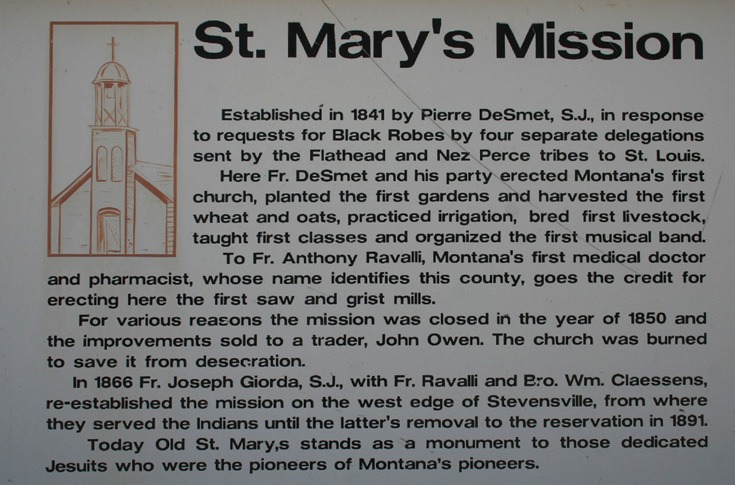 St. Mary's Mission
Established in 1841 by Pierre DeSmet, S.J., in response
to requests for Black Robes by four separate delegations
sent by the Flathead and Nez Perce tribes to St. Louis.
Here Fr. DeSmet and his party erected Montana's first
church, planted the first gardens and harvested the first
wheat and oats, practiced irrigation, bred first livestock,
taught first classes and organized the first musical band.
To Fr. Anthony Ravalli, Montana's first medical doctor
and pharmacist, whose name identifies this county, goes the credit for
erecting here the first saw and grist mills.
For various reasons the mission was closed in the year of 1850 and
the improvements sold to a trader, John Owen. The church was burned
to save it from desecration.
In 1866 Fr. Joseph Giorda, S.J., with Fr. Ravalli and Bro. Wm. Claessens,
re-established the mission on the west edge of Stevensville, from where
they served the Indians until the latter's removal to the reservation in 1891.
Today Old St. Mary,s stands as a monument to those dedicated
Jesuits who were the pioneers of Montana's pioneers.